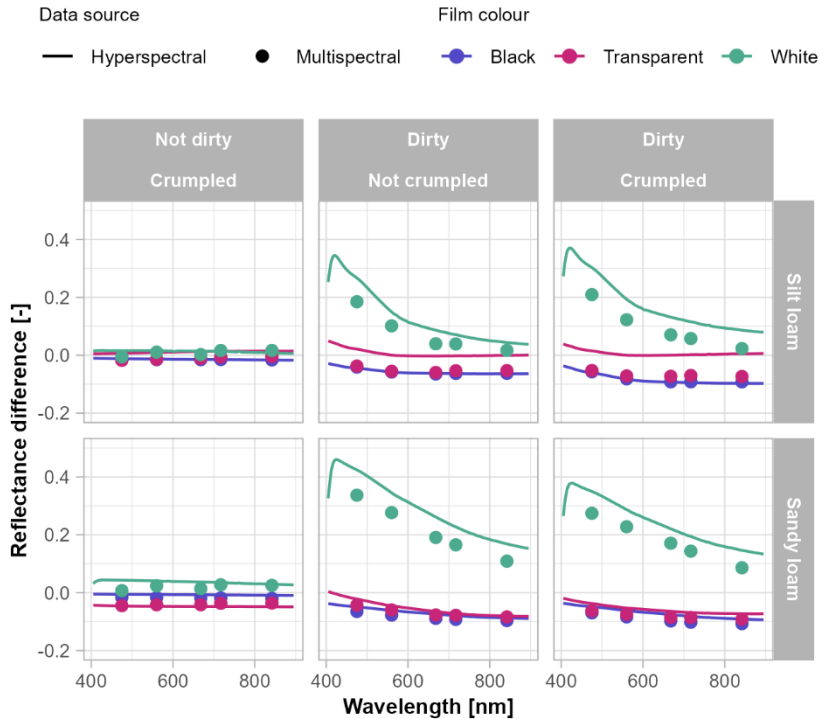 Data source Film colour
Hyperspectral Multispectral Black Transparent White
Not dirty Dirty Dirty
Crumpled Not crumpled Crumpled
0.4
0.2
0.0
-0.2
Silt loam
0.4
0.2
0.0
-0.2
Sandy loam
Reflectance difference [-]
400 600 800 400 600 800 400 600 800
Wavelength [nm]